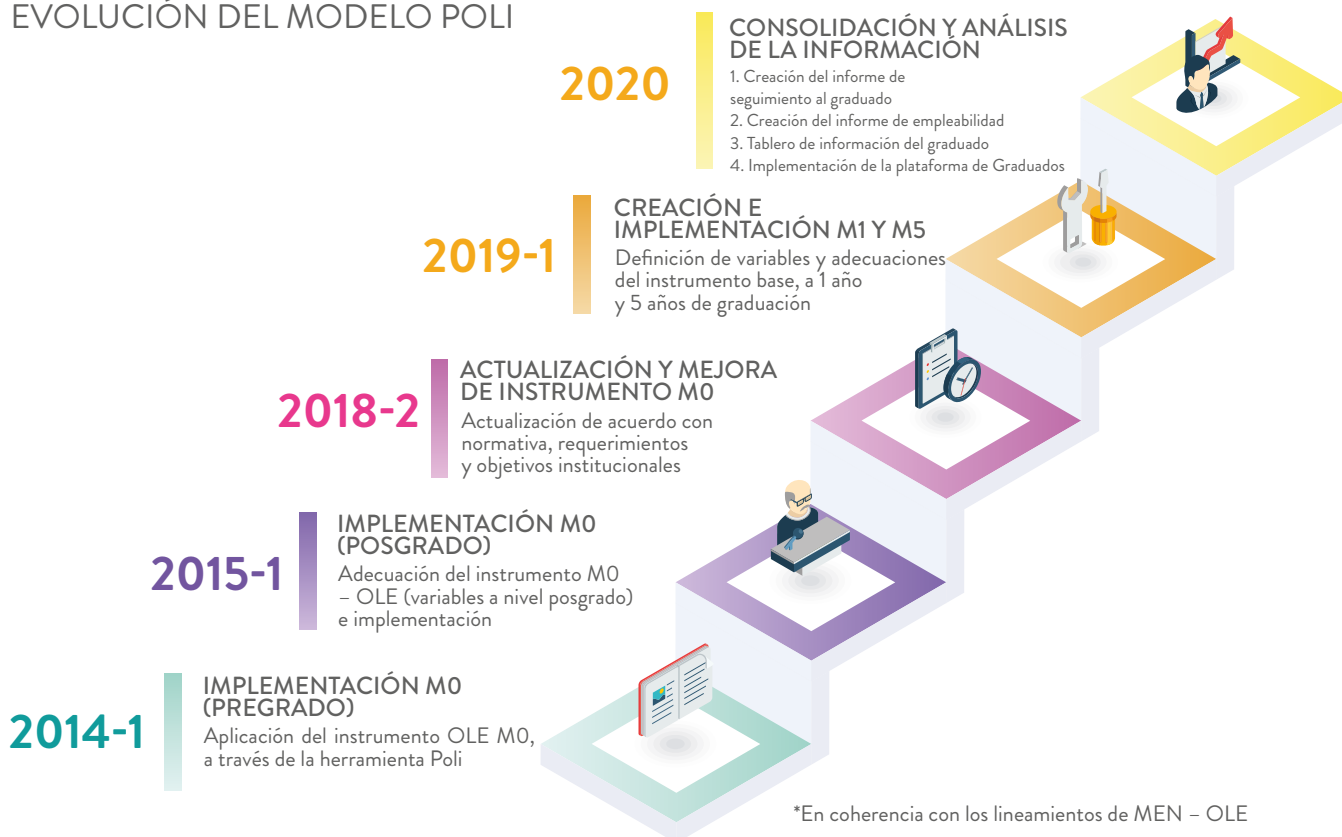 EVOLUCIÓN DEL MODELO POLI
2020
CONSOLIDACIÓN Y ANÁLISIS
DE LA INFORMACIÓN
1. Creación del informe de
seguimiento al graduado
2. Creación del informe de empleabilidad
3. Tablero de información del graduado
4. Implementación de la plataforma de Graduados
2019-1
CREACIÓN E
IMPLEMENTACIÓN M1 Y M5
Definición de variables y adecuaciones
del instrumento base, a 1 año
y 5 años de graduación
2018-2
ACTUALIZACIÓN Y MEJORA
DE INSTRUMENTO M0
Actualización de acuerdo con
normativa, requerimientos
y objetivos institucionales
2015-1
IMPLEMENTACIÓN M0
(POSGRADO)
Adecuación del instrumento M0
– OLE (variables a nivel posgrado)
e implementación
2014-1
IMPLEMENTACIÓN M0
(PREGRADO)
Aplicación del instrumento OLE M0,
a través de la herramienta Poli
*En coherencia con los lineamientos de MEN – OLE